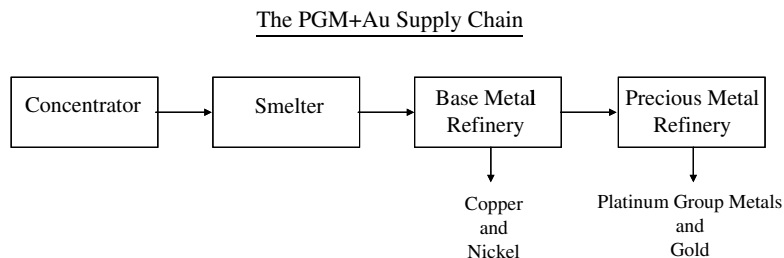 The PGM+Au Supply Chain
Concentrator
Smelter
Base Metal
Refinery
Precious Metal
Refinery
Copper
and
Nickel
Platinum Group Metals
and
Gold